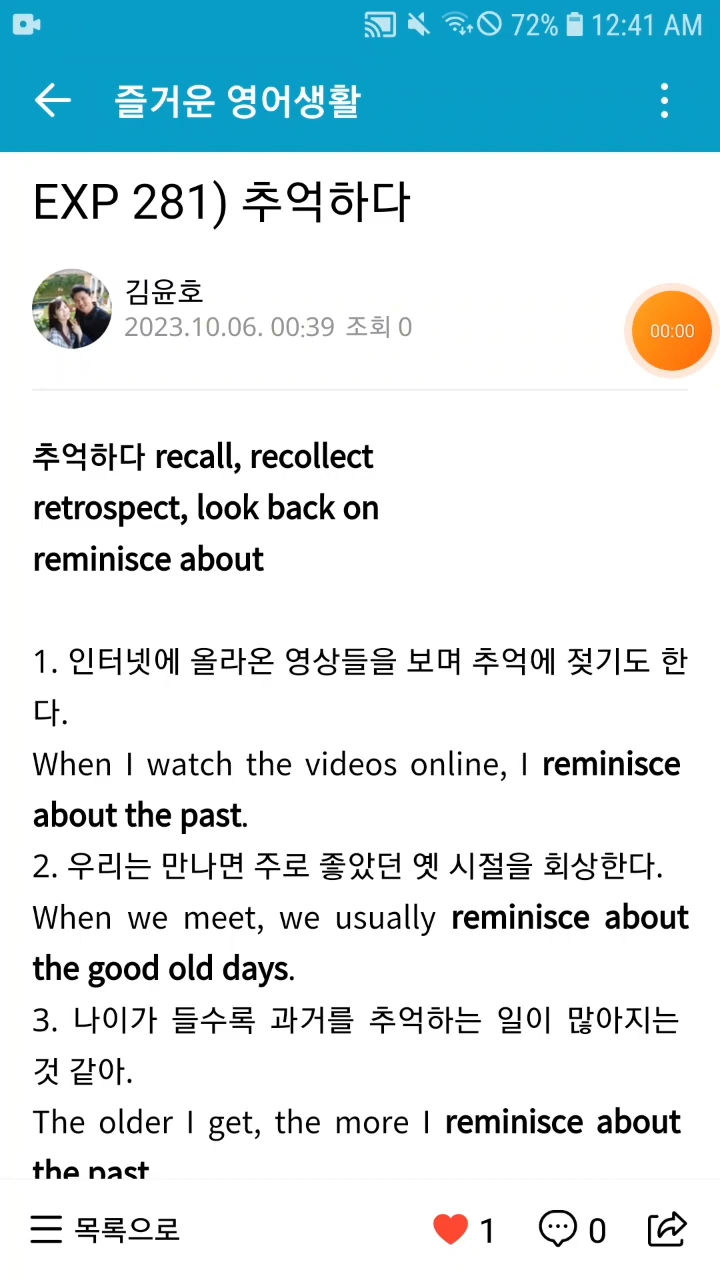 72% 12:41 AM
즐거운 영어생활
EXP 281) 추억하다
김윤호
2023.10.06. 00:39 조회 0
00:00
추억하다 recall, recollect
retrospect, look back on
reminisce about
1. 인터넷에 올라온 영상들을 보며 추억에 젖기도 한
다.
When I watch the videos online, I reminisce
about the past.
2. 우리는 만나면 주로 좋았던 옛 시절을 회상한다.
When we meet, we usually reminisce about
the good old days.
3. 나이가 들수록 과거를 추억하는 일이 많아지는
것 같아.
The older I get, the more I reminisce about
the past
목록으로 1 0